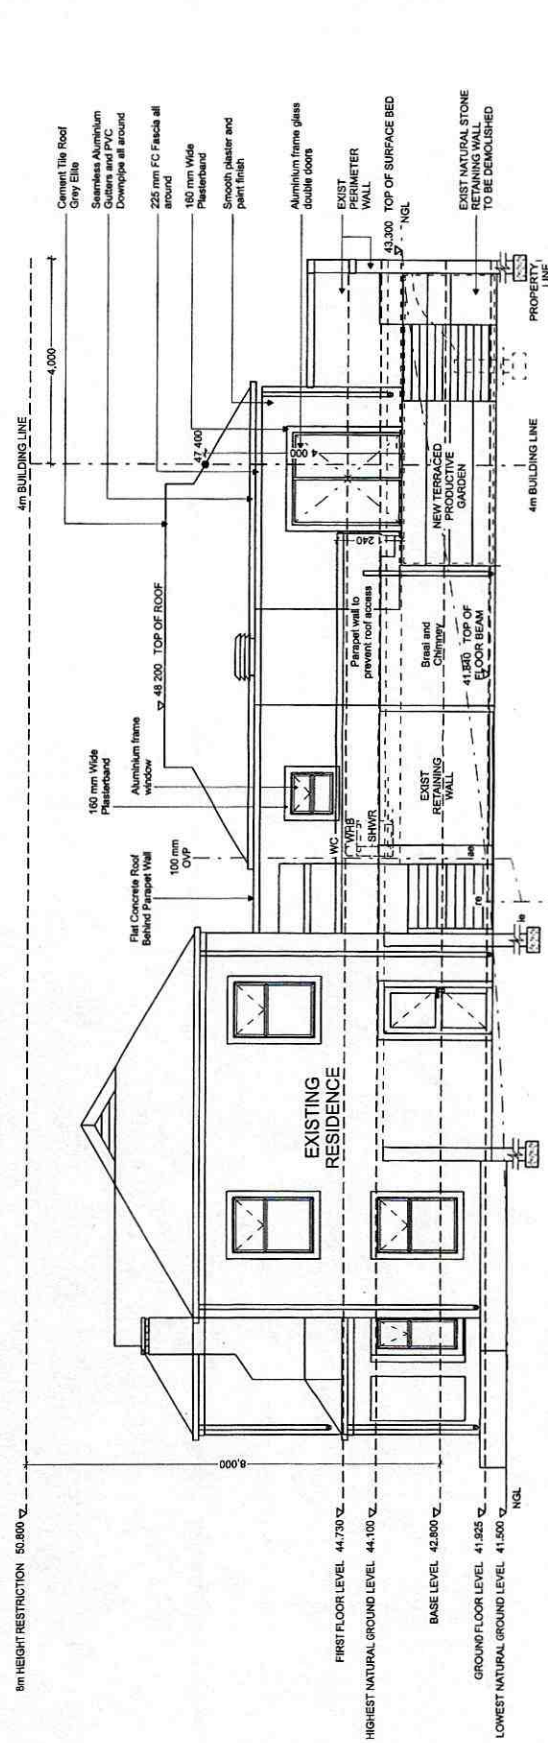 8m HEIGHT RESTRICTION 50.800
FIRST FLOOR LEVEL 44.730
HIGHEST NATURAL GROUND LEVEL 44.100
BASE LEVEL 42.800
GROUND FLOOR LEVEL 41.925
LOWEST NATURAL GROUND LEVEL 41.500
NGL
8,000
EXISTING
RESIDENCE
Flat Concrete Roof
Behind Parapet Wall
100 mm
OVP
160 mm Wide
Plasterband
Aluminium frame
window
48 200 TOP OF ROOF
WC
WHB
SHWR
ae
re
ie
EXIST
RETAINING
WALL
Parapet wall to
prevent roof access
Braai and
Chimney
41.840 TOP OF
FLOOR BEAM
240
4m BUILDING LINE
4,000
47 400
4 000
NEW TERRACED
PRODUCTIVE
GARDEN
4m BUILDING LINE
Cement Tile Roof
Grey Elite
Seamless Aluminium
Gutters and PVC
Downpipe all around
225 mm FC Fascia all
around
160 mm Wide
Plasterband
Smooth plaster and
paint finish
Aluminium frame glass
double doors
EXIST
PERIMETER
WALL
43.300 TOP OF SURFACE BED
NGL
EXIST NATURAL STONE
RETAINING WALL
TO BE DEMOLISHED
PROPERTY
LINE